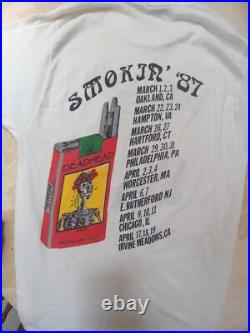 SMOKIN' '87
MARCH 1,2,3
OAKLAND, CA
MARCH 22,23,24
HAMPTON, VA
MARCH 26,27
HARTFORD, CT
MARCH 29,30,31
PHILADELPHIA, PA
APRIL 2,3,4
WORCESTER, MA
APRIL 6,7
E. RUTHERFORD NJ
APRIL 9,10,11
CHICAGO, IL
APRIL 17,18,19
IRVINE MEADOWS, CA
DEADHEAD